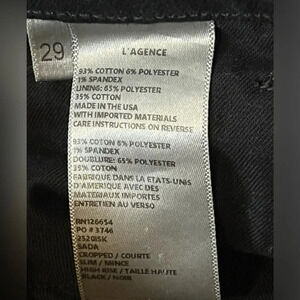 29
L'AGENCE
93% COTTON 6% POLYESTER
1% SPANDEX
LINING: 65% POLYESTER
35% COTTON
MADE IN THE USA
WITH IMPORTED MATERIALS
CARE INSTRUCTIONS ON REVERSE
93% COTON 6% POLYESTER
1% SPANDEX
DOUBLURE: 65% POLYESTER
35% COTON
FABRIQUE DANS LA ETATS-UNIS
D'AMERIQUE AVEC DES
MATERIAUX IMPORTES
ENTRETIEN AU VERSO
RN126654
PO # 3746
2520ISK
SADA
CROPPED / COURTE
SLIM / MINCE
HIGH RISE / TAILLE HAUTE
BLACK / NOIR